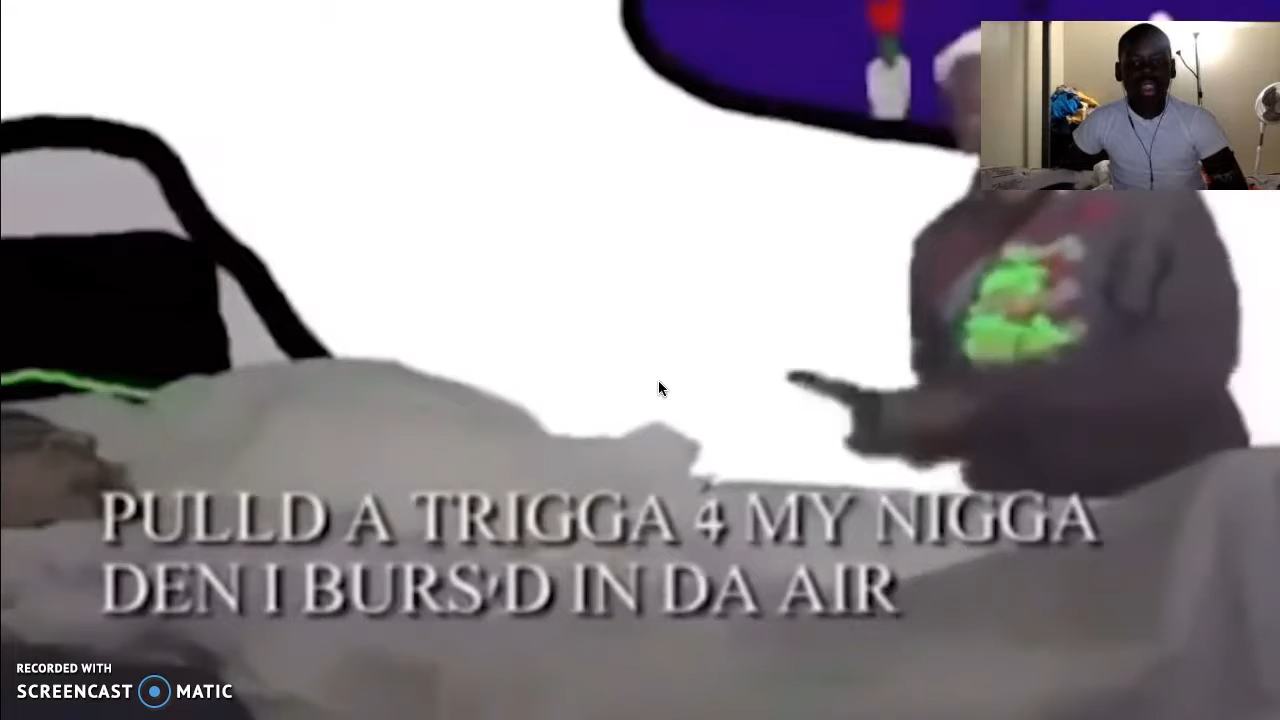 PULLD A TRIGGA 4 MY NIGGA
DEN I BURS'D IN DA AIR
RECORDED WITH
SCREENCAST MATIC